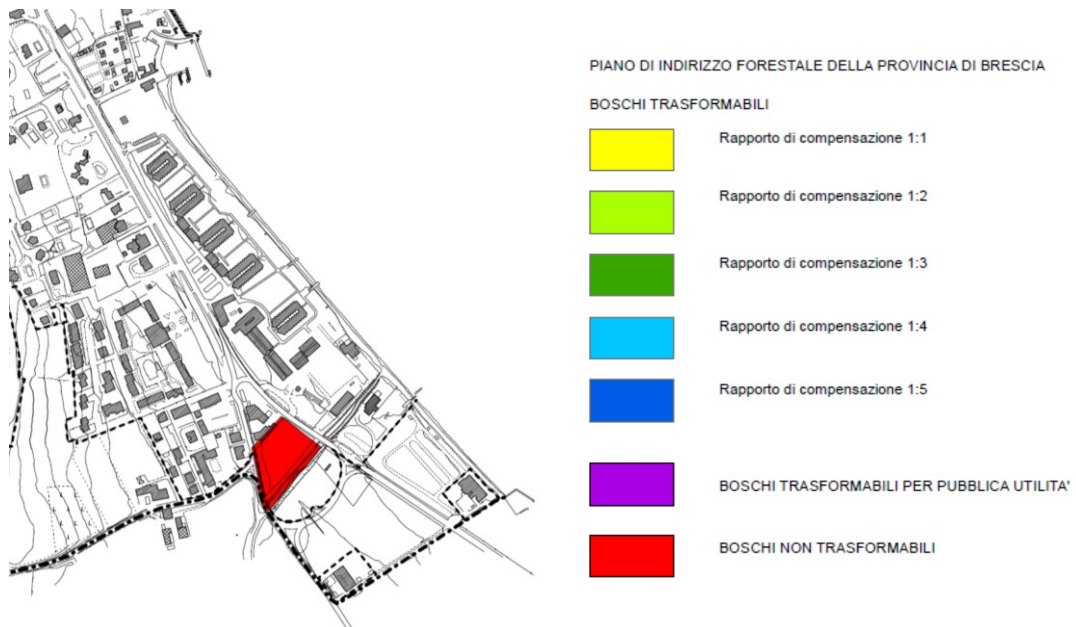 PIANO DI INDIRIZZO FORESTALE DELLA PROVINCIA DI BRESCIA
BOSCHI TRASFORMABILI
Rapporto di compensazione 1:1
Rapporto di compensazione 1:2
Rapporto di compensazione 1:3
Rapporto di compensazione 1:4
Rapporto di compensazione 1:5
BOSCHI TRASFORMABILI PER PUBBLICA UTILITA'
BOSCHI NON TRASFORMABILI